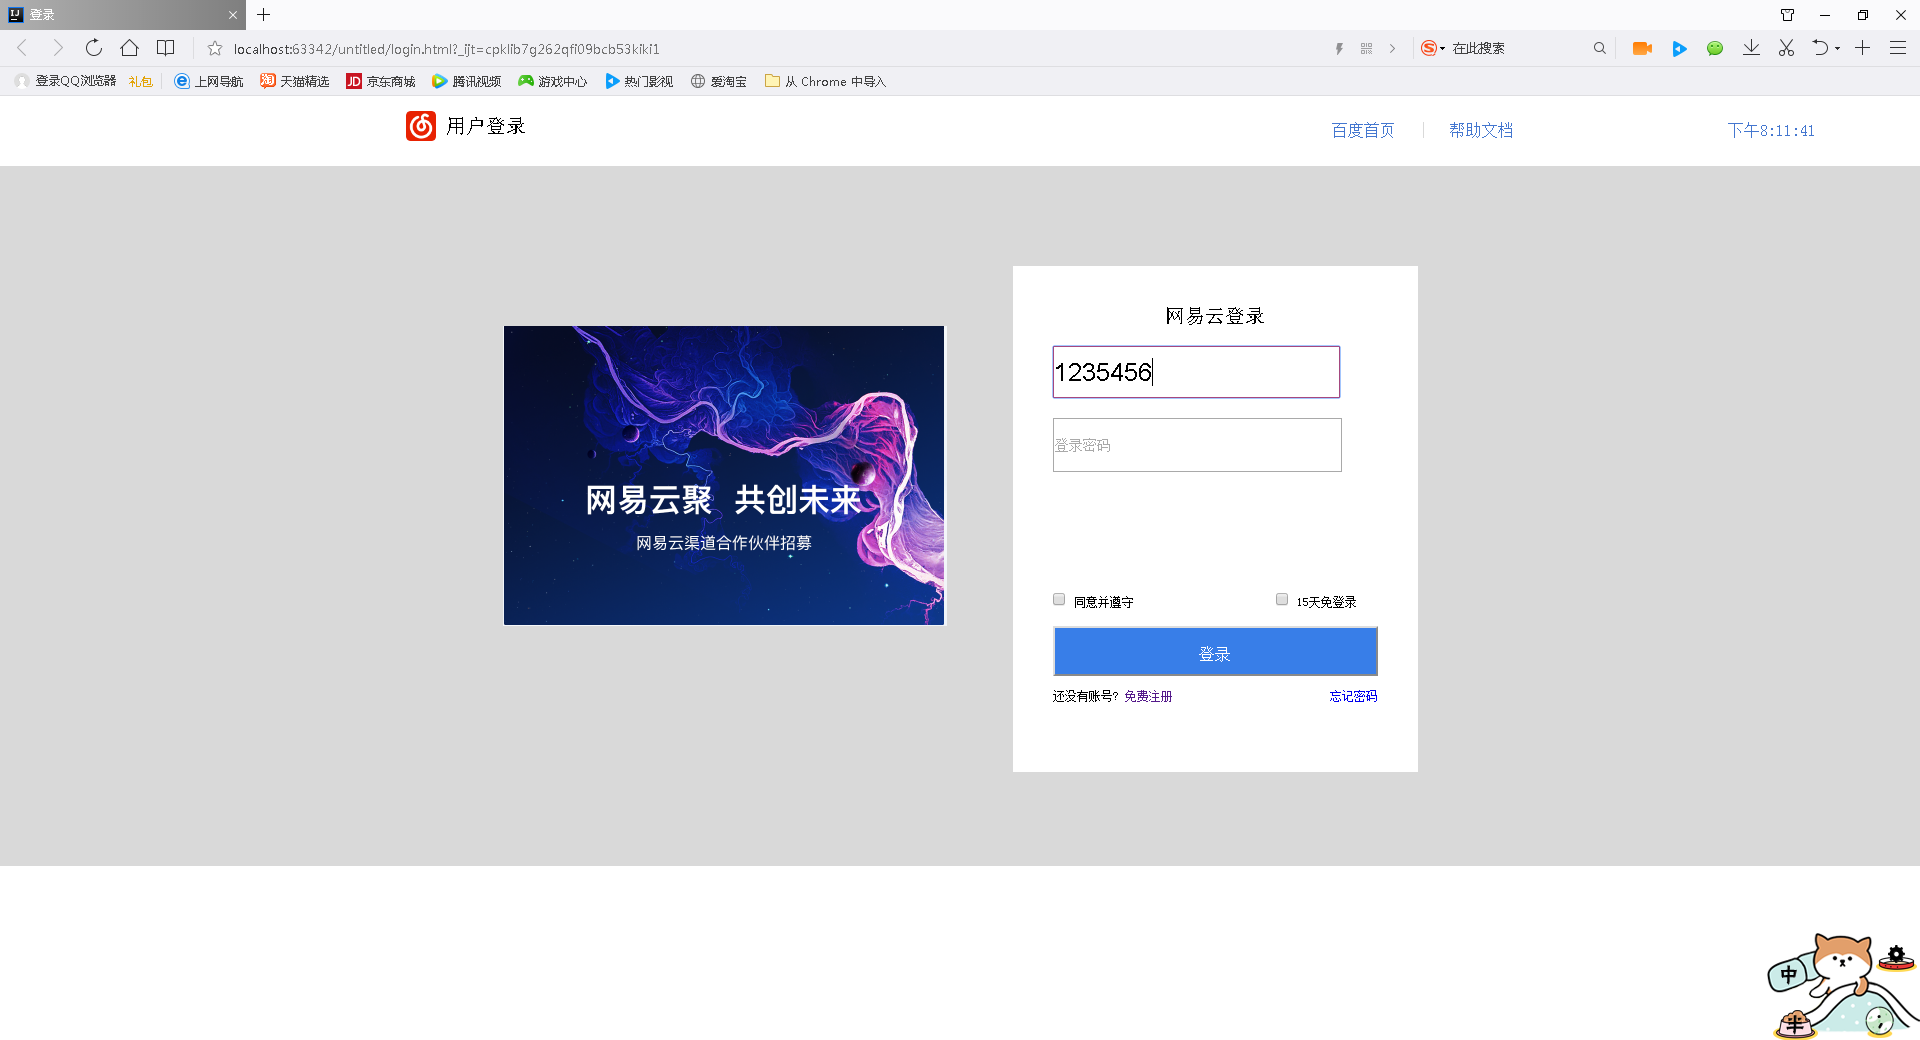 登录
localhost:63342/untitled/login.html?_ijt=cpklib7g262qfi09bcb53kiki1
在此搜索
登录QQ浏览器 礼包 上网导航 天猫精选 京东商城 腾讯视频 游戏中心 热门影视 爱淘宝 从 Chrome 中导入
用户登录 百度首页 帮助文档 下午8:11:41
网易云登录
1235456
登录密码
网易云聚 共创未来
网易云渠道合作伙伴招募
同意并遵守 15天免登录
登录
还没有账号? 免费注册 忘记密码
中
半